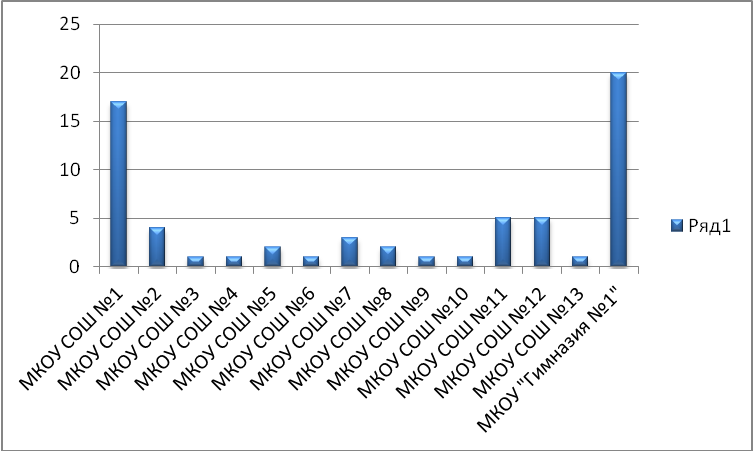 25
20
15
10
5
0
МКОУ СОШ №1
МКОУ СОШ №2
МКОУ СОШ №3
МКОУ СОШ №4
МКОУ СОШ №5
МКОУ СОШ №6
МКОУ СОШ №7
МКОУ СОШ №8
МКОУ СОШ №9
МКОУ СОШ №10
МКОУ СОШ №11
МКОУ СОШ №12
МКОУ СОШ №13
МКОУ "Гимназия №1"
Ряд1